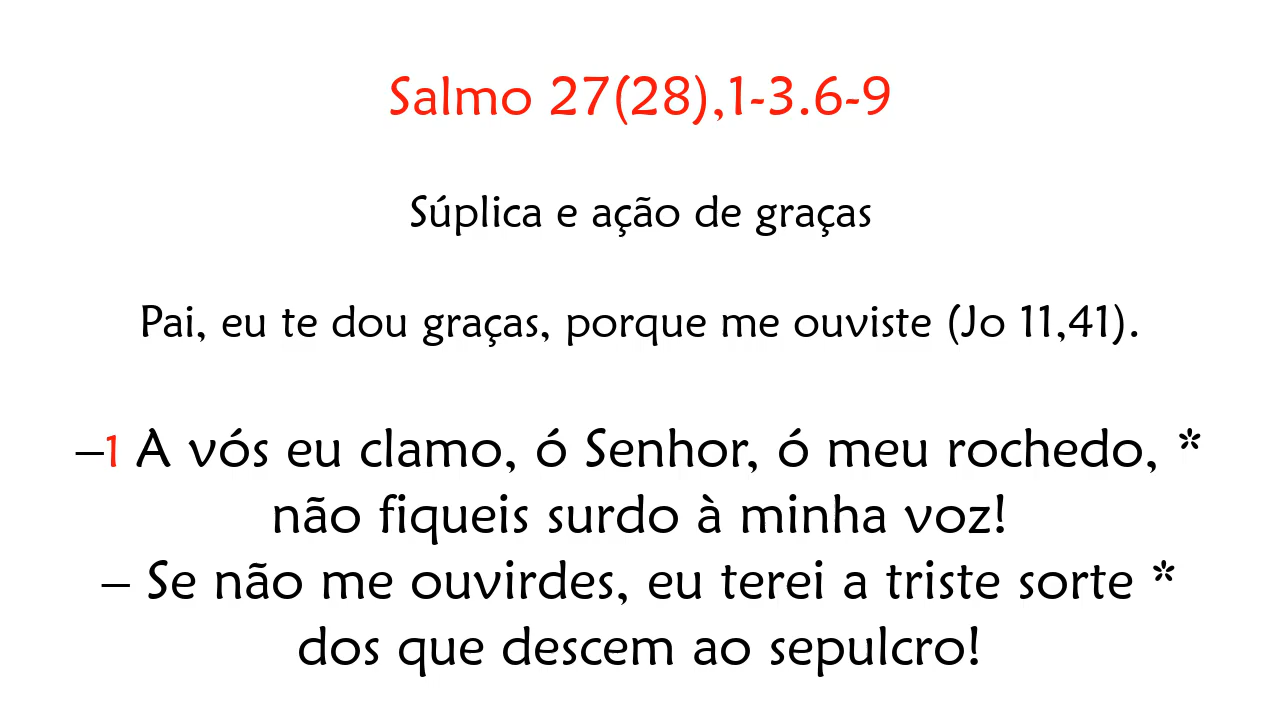 Salmo 27(28),1-3.6-9
Súplica e ação de graças
Pai, eu te dou graças, porque me ouviste (Jo 11,41).
–1 A vós eu clamo, ó Senhor, ó meu rochedo, *
não fiqueis surdo à minha voz!
– Se não me ouvirdes, eu terei a triste sorte *
dos que descem ao sepulcro!